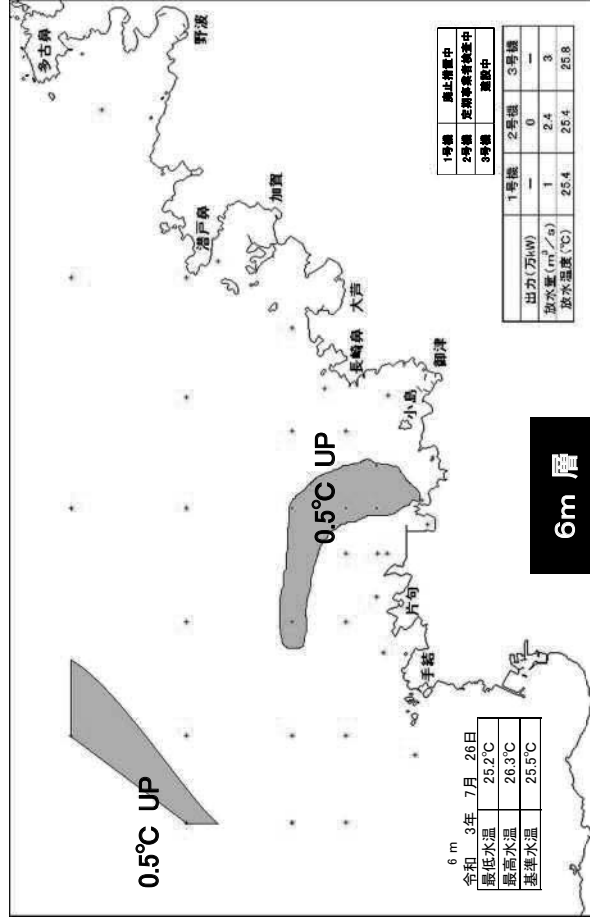 多古鼻
野波
潜戸鼻
加賀
大芦
長崎鼻
御津
小島
片句
手結
0.5℃ UP
0.5℃ UP
6m 層
1号機 廃止措置中
2号機 定期事業者検査中
3号機 建設中
1号機 2号機 3号機
出力(万kW) ー 0 ー
放水量(m³/s) 1 2.4 3
放水温度(℃) 25.4 25.4 25.8
6 m
令和 3年 7月 26日
最低水温 25.2℃
最高水温 26.3℃
基準水温 25.5℃